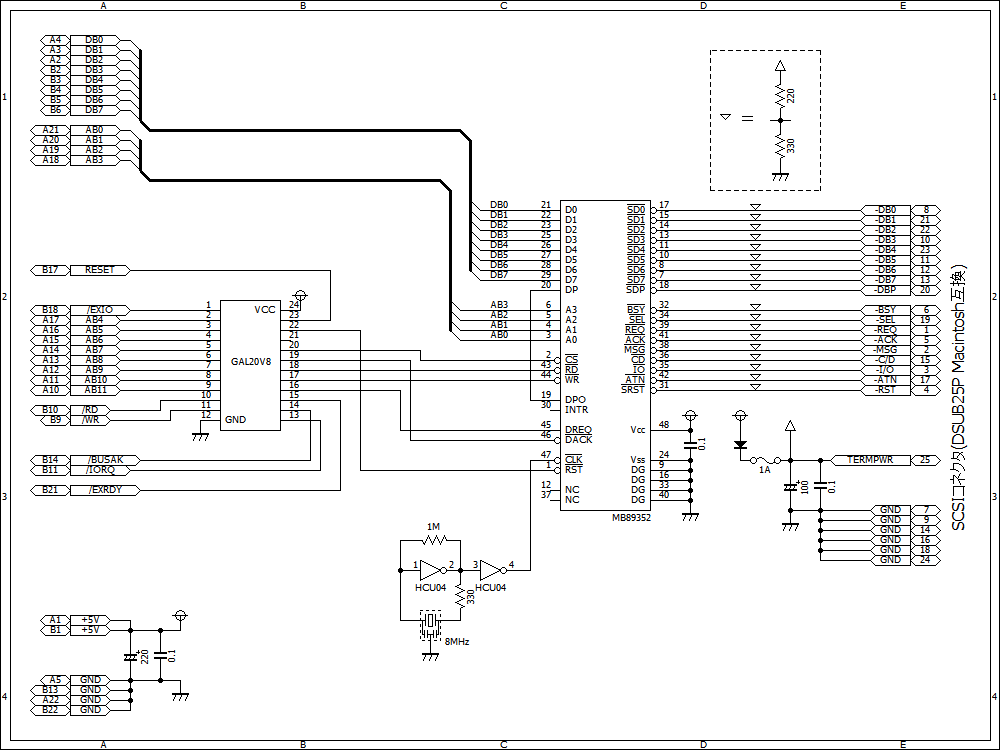 A B C D E
A4 DB0
A3 DB1
A2 DB2
B2 DB3
B3 DB4
B4 DB5
B5 DB6
B6 DB7
1 1
A21 AB0
A20 AB1
A19 AB2
A18 AB3
220
=
330
DB0 21 D0 SD0 17 -DB0 8
DB1 22 D1 SD1 15 -DB1 21
DB2 23 D2 SD2 14 -DB2 22
DB3 25 D3 SD3 13 -DB3 10
DB4 26 D4 SD4 11 -DB4 23
DB5 27 D5 SD5 10 -DB5 11
DB6 28 D6 SD6 8 -DB6 12
DB7 29 D7 SD7 7 -DB7 13
20 DP SDP 18 -DBP 20
B17 RESET
2 2
AB3 6 A3 BSY 32 -BSY 6
AB2 5 A2 SEL 34 -SEL 19
AB1 4 A1 REQ 39 -REQ 1
AB0 3 A0 ACK 41 -ACK 5
MSG 38 -MSG 2
2 CS CD 36 -C/D 15
43 RD IO 35 -I/O 3
44 WR ATN 42 -ATN 17
SRST 31 -RST 4
19 DPO
30 INTR
45 DREQ Vcc 48
46 DACK
47 CLK Vss 24
1 RST DG 9
DG 16
12 NC DG 33
37 NC DG 40
MB89352
0.1
B18 /EXIO 1 VCC 24
A17 AB4 2 23
A16 AB5 3 22
A15 AB6 4 21
A14 AB7 5 20
A13 AB8 6 GAL20V8 19
A12 AB9 7 18
A11 AB10 8 17
A10 AB11 9 16
B10 /RD 10 15
B9 /WR 11 14
12 GND 13
B14 /BUSAK
B11 /IORQ
B21 /EXRDY
3 3
1A
TERMPWR 25
+
100
0.1
GND 7
GND 9
GND 14
GND 16
GND 18
GND 24
SCSIコネクタ(DSUB25P Macintosh互換)
1M
1 2 3 4
HCU04 HCU04
330
8MHz
A1 +5V
B1 +5V
+
220
0.1
A5 GND
B13 GND
A22 GND
B22 GND
4 4
A B C D E